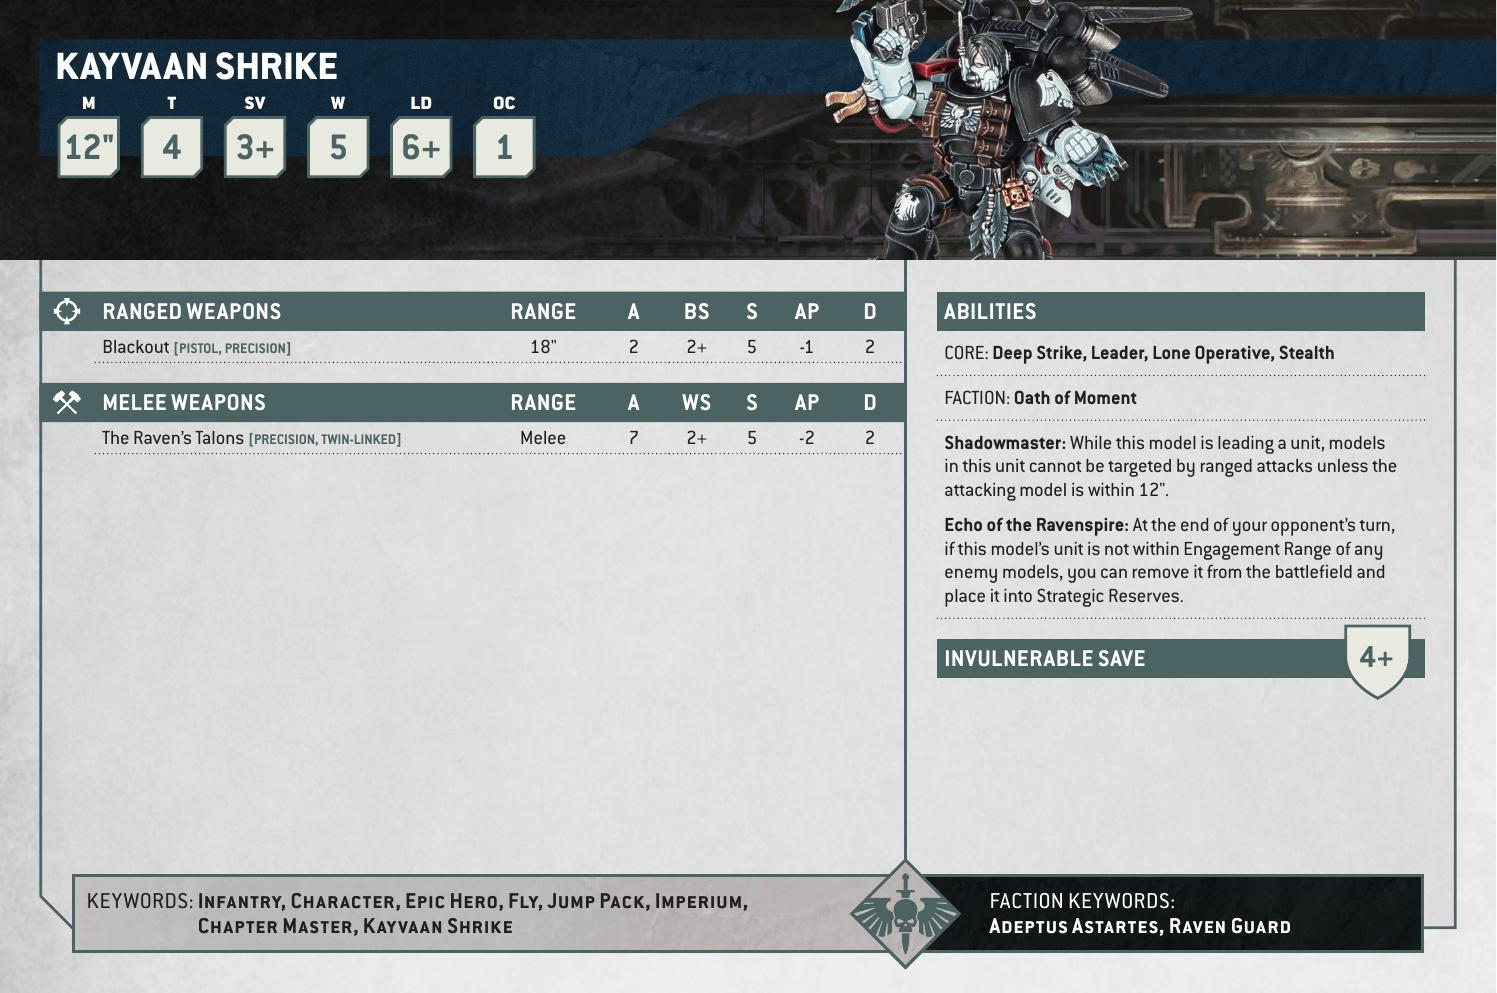 KAYVAAN SHRIKE
M T SV W LD OC
12" 4 3+ 5 6+ 1
RANGED WEAPONS RANGE A BS S AP D
Blackout [PISTOL, PRECISION] 18" 2 2+ 5 -1 2
MELEE WEAPONS RANGE A WS S AP D
The Raven’s Talons [PRECISION, TWIN-LINKED] Melee 7 2+ 5 -2 2
ABILITIES
CORE: Deep Strike, Leader, Lone Operative, Stealth
FACTION: Oath of Moment
Shadowmaster: While this model is leading a unit, models
in this unit cannot be targeted by ranged attacks unless the
attacking model is within 12".
Echo of the Ravenspire: At the end of your opponent’s turn,
if this model’s unit is not within Engagement Range of any
enemy models, you can remove it from the battlefield and
place it into Strategic Reserves.
INVULNERABLE SAVE 4+
KEYWORDS: INFANTRY, CHARACTER, EPIC HERO, FLY, JUMP PACK, IMPERIUM,
CHAPTER MASTER, KAYVAAN SHRIKE
FACTION KEYWORDS:
ADEPTUS ASTARTES, RAVEN GUARD